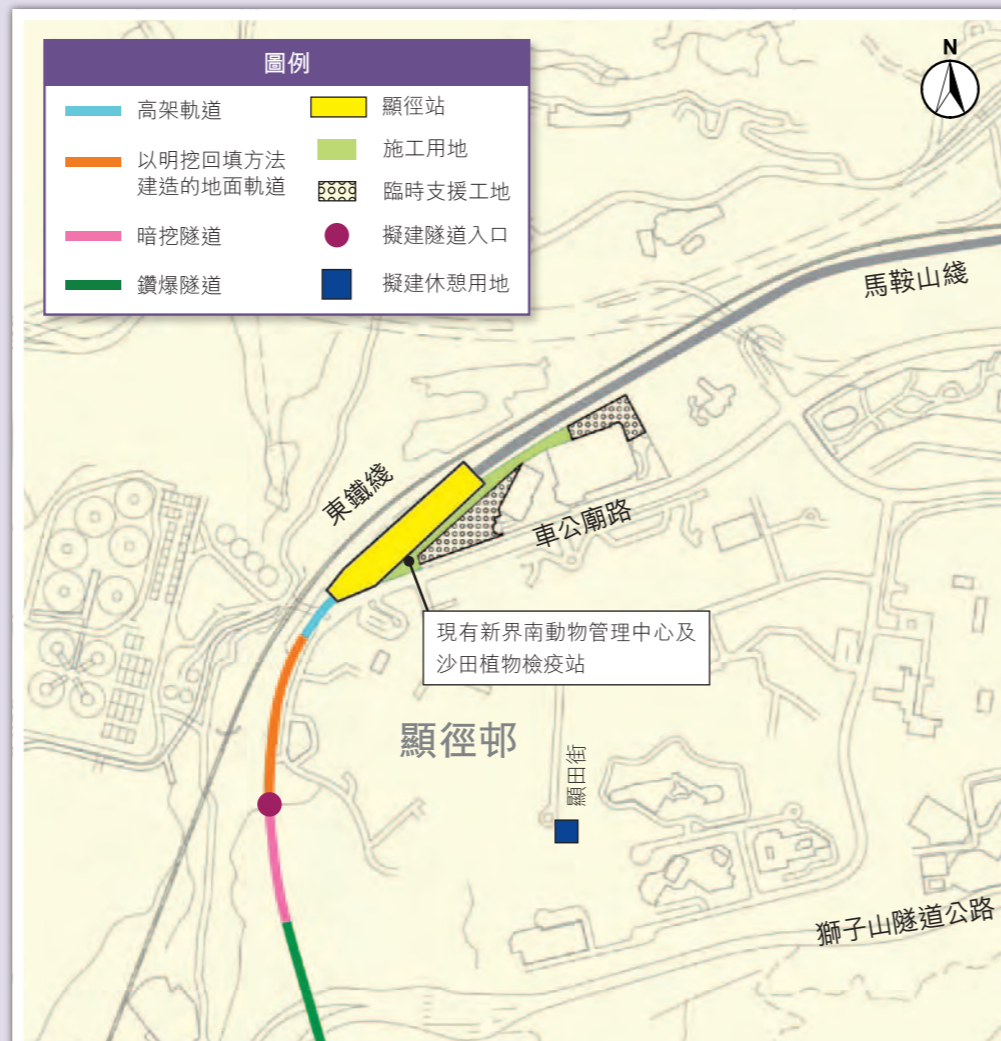 圖例
高架軌道
以明挖回填方法
建造的地面軌道
暗挖隧道
鑽爆隧道
顯徑站
施工用地
臨時支援工地
擬建隧道入口
擬建休憩用地
N
馬鞍山綫
東鐵綫
車公廟路
現有新界南動物管理中心及
沙田植物檢疫站
顯徑邨
顯田街
獅子山隧道公路